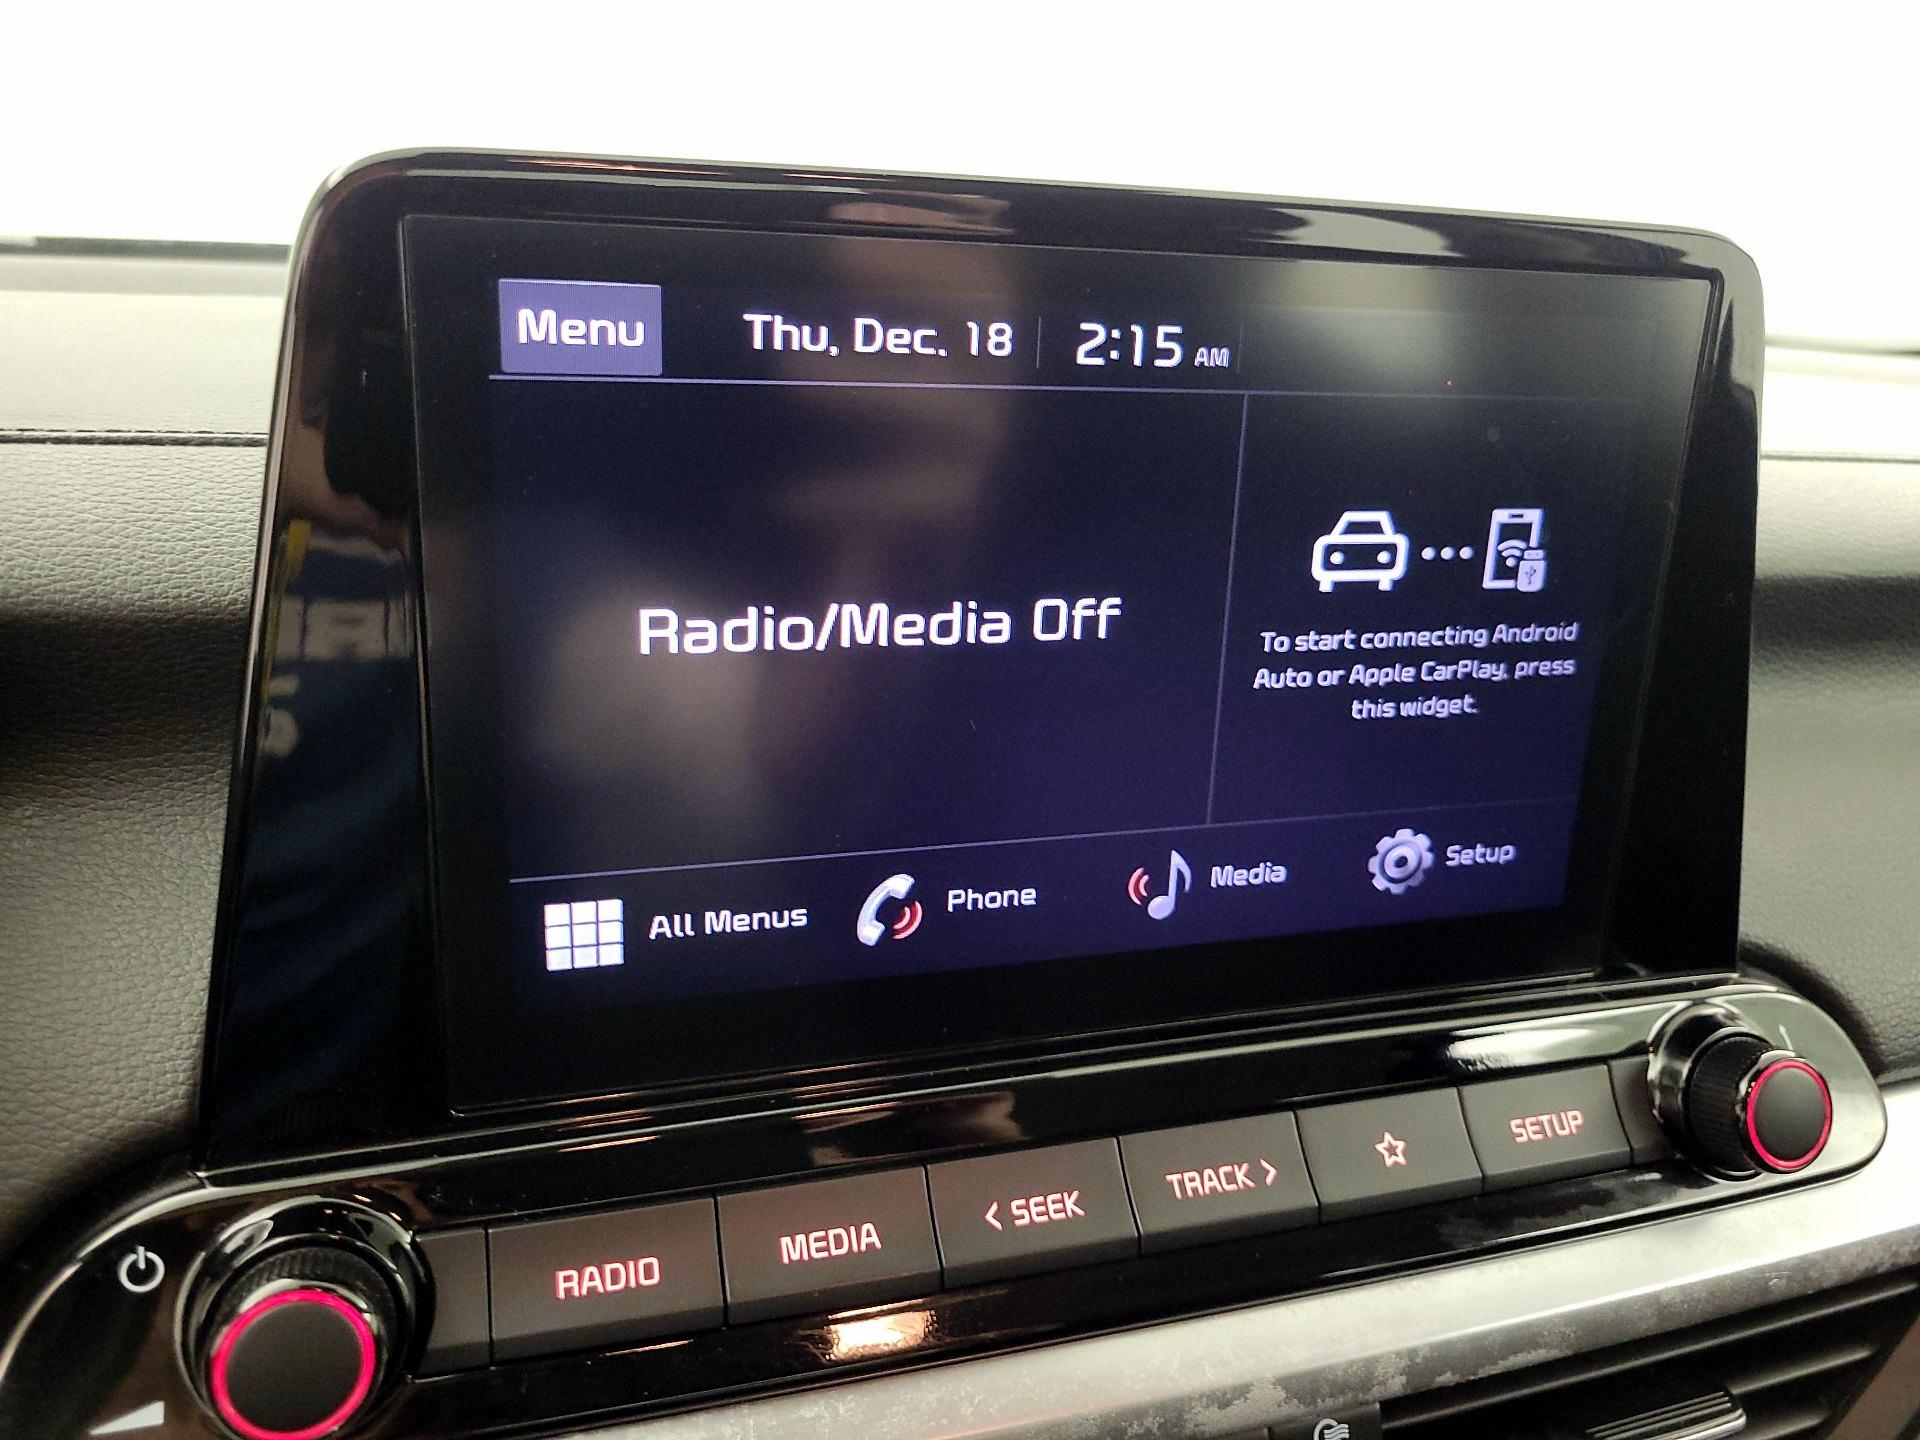 Menu
Thu, Dec. 18
2:15 AM
Radio/Media Off
To start connecting Android
Auto or Apple CarPlay, press
this widget.
All Menus
Phone
Media
Setup
RADIO
MEDIA
< SEEK
TRACK >
SETUP